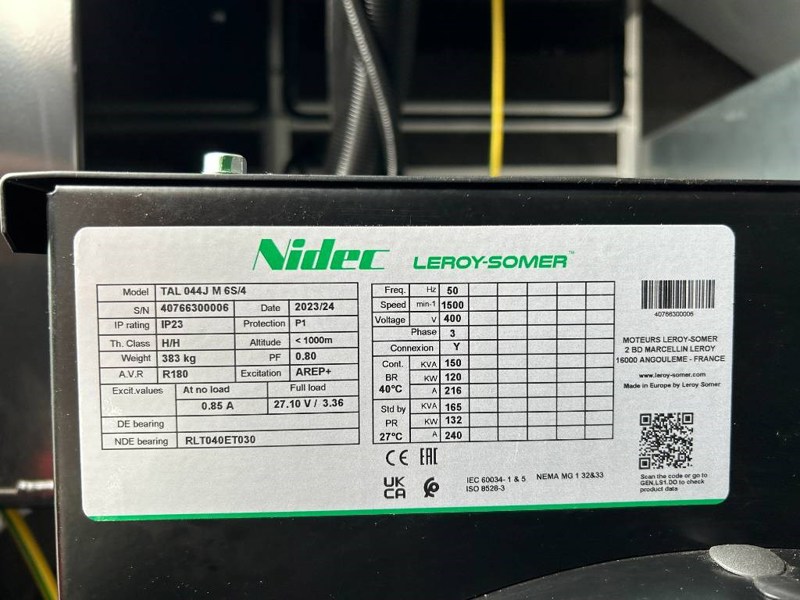 Nidec LEROY-SOMER™
Model TAL 044J M 6S/4
S/N 40766300006 Date 2023/24
IP rating IP23 Protection P1
Th. Class H/H Altitude < 1000m
Weight 383 kg PF 0.80
A.V.R R180 Excitation AREP+
Excit.values At no load Full load
0.85 A 27.10 V / 3.36
DE bearing
NDE bearing RLT040ET030
Freq. Hz 50
Speed min-1 1500
Voltage V 400
Phase 3
Connexion Y
Cont. KVA 150
BR KW 120
40°C A 216
Std by KVA 165
PR KW 132
27°C A 240
CE EAC
UK
CA
IEC 60034- 1 & 5 NEMA MG 1 32&33
ISO 8528-3
40766300006
MOTEURS LEROY-SOMER
2 BD MARCELLIN LEROY
16000 ANGOULEME - FRANCE
www.leroy-somer.com
Made in Europe by Leroy Somer
Scan the code or go to
GEN.LS1.DO to check
product data